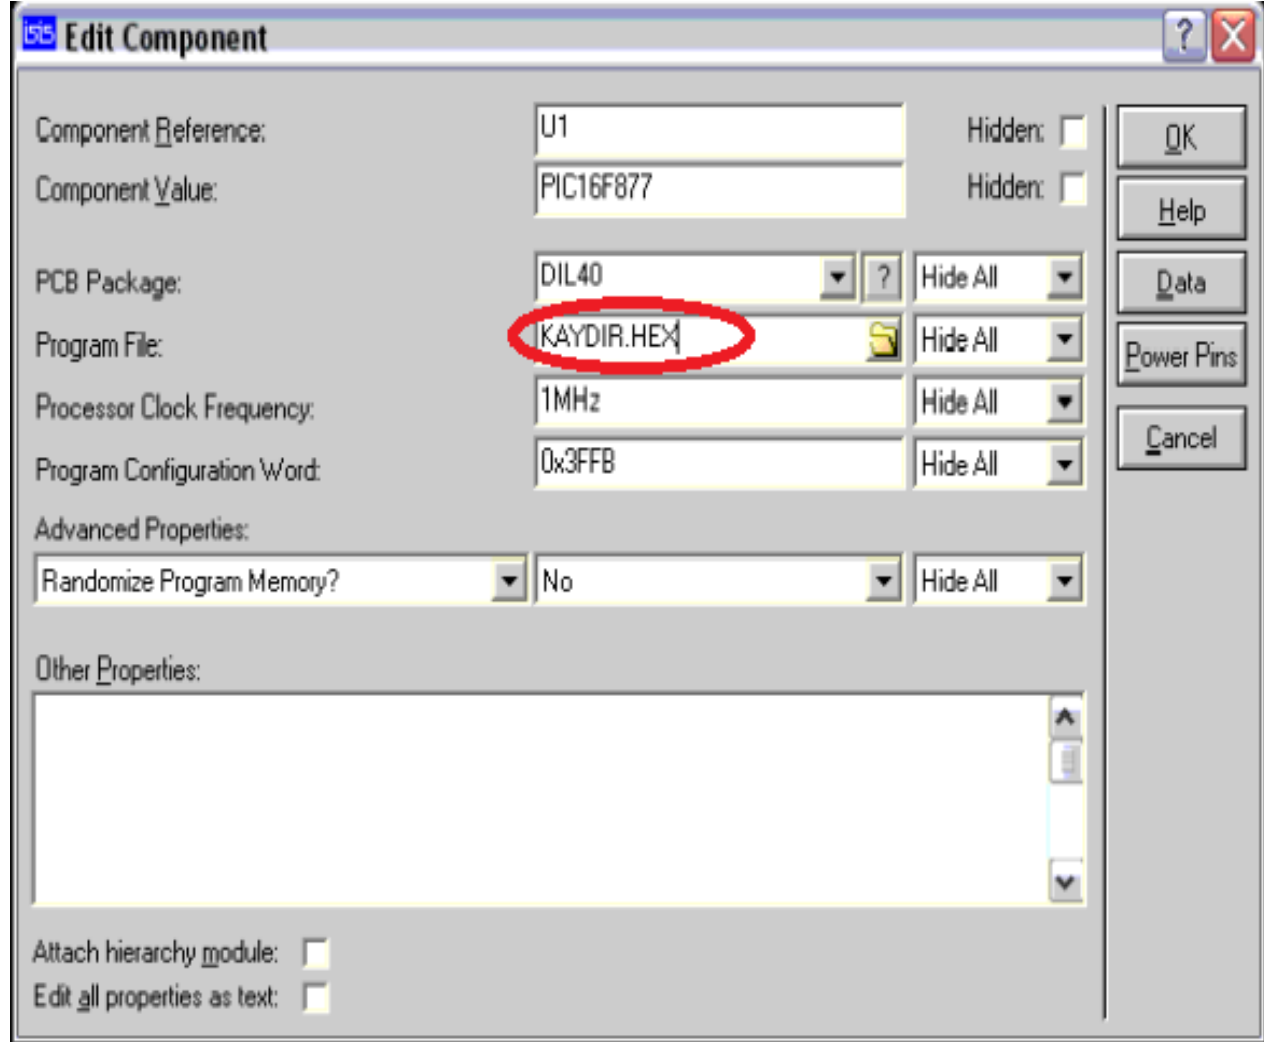 isis Edit Component ?
Component Reference: U1 Hidden: OK
Component Value: PIC16F877 Hidden: Help
PCB Package: DIL40 ? Hide All Data
Program File: KAYDIR.HEX Hide All Power Pins
Processor Clock Frequency: 1MHz Hide All
Program Configuration Word: 0x3FFB Hide All Cancel
Advanced Properties:
Randomize Program Memory? No Hide All
Other Properties:
Attach hierarchy module:
Edit all properties as text: